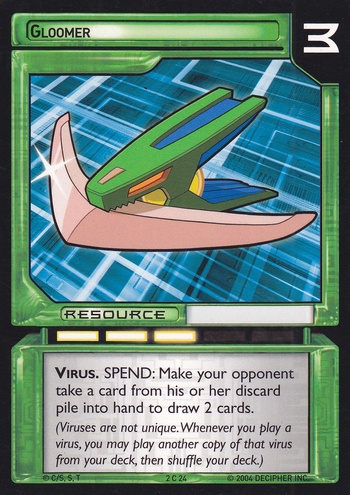 GLOOMER
3
RESOURCE
VIRUS. SPEND: Make your opponent
take a card from his or her discard
pile into hand to draw 2 cards.
(Viruses are not unique. Whenever you play a
virus, you may play another copy of that virus
from your deck, then shuffle your deck.)
© C/S, S, T
2 C 24
© 2004 DECIPHER INC.